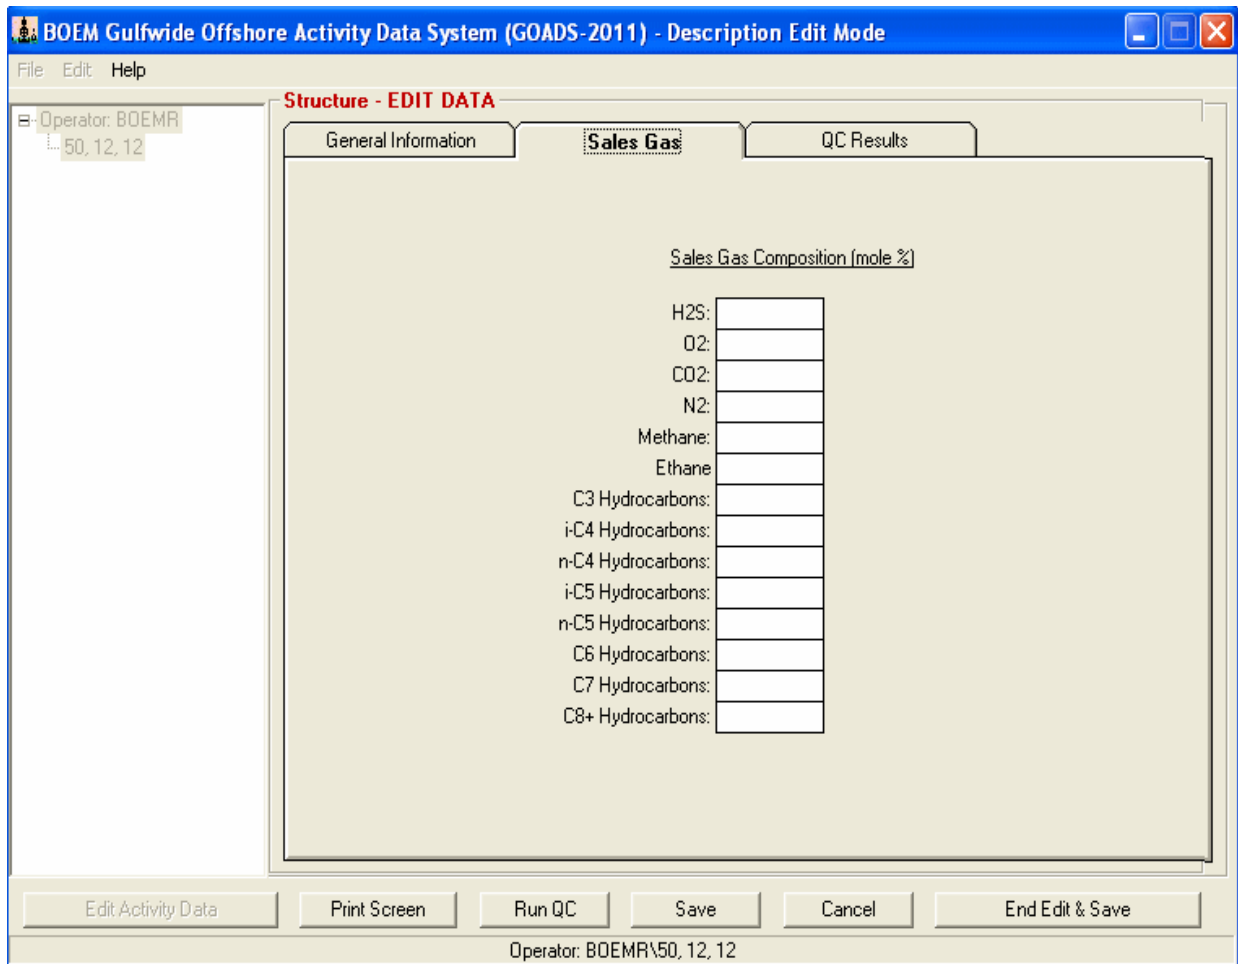 BOEM Gulfwide Offshore Activity Data System (GOADS-2011) - Description Edit Mode
File Edit Help
Operator: BOEMR
50, 12, 12
Structure - EDIT DATA
General Information Sales Gas QC Results
Sales Gas Composition (mole %)
H2S:
O2:
CO2:
N2:
Methane:
Ethane
C3 Hydrocarbons:
i-C4 Hydrocarbons:
n-C4 Hydrocarbons:
i-C5 Hydrocarbons:
n-C5 Hydrocarbons:
C6 Hydrocarbons:
C7 Hydrocarbons:
C8+ Hydrocarbons:
Edit Activity Data Print Screen Run QC Save Cancel End Edit & Save
Operator: BOEMR\50, 12, 12